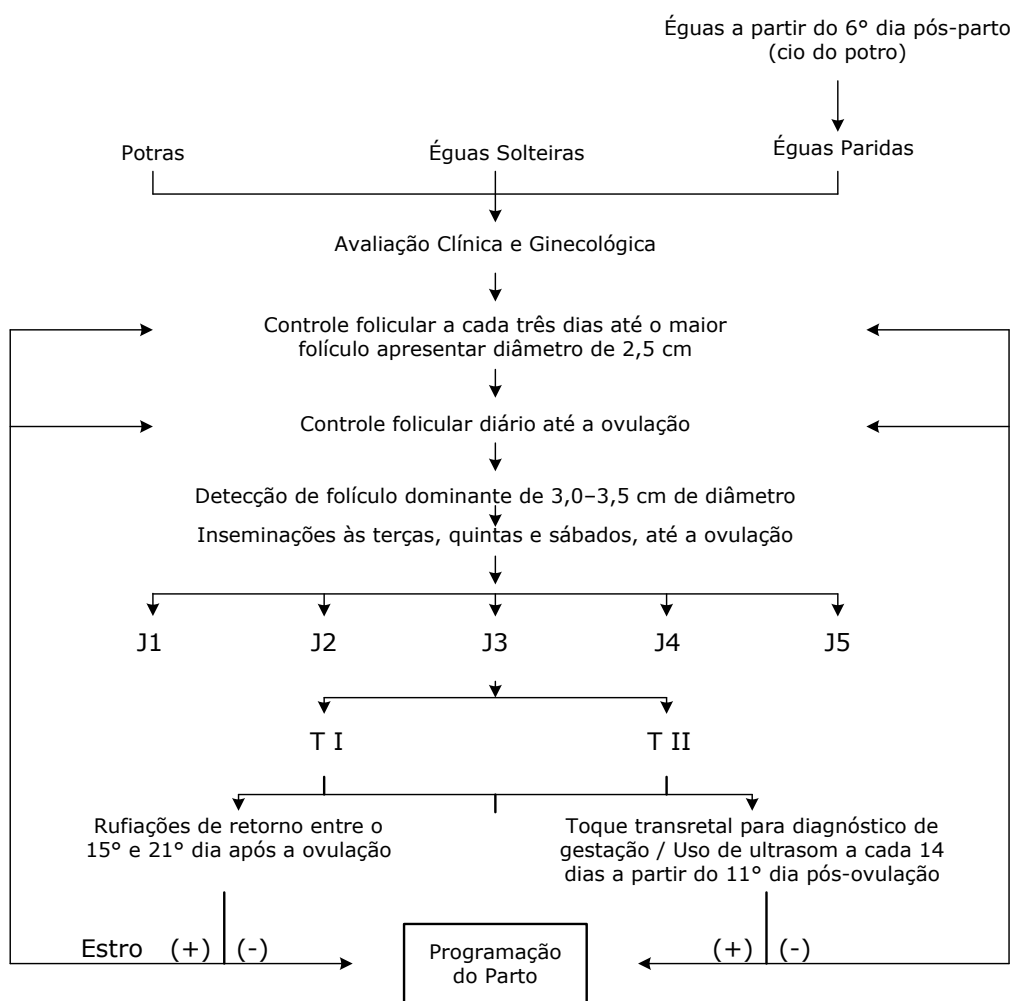 Éguas a partir do 6° dia pós-parto
(cio do potro)
Potras
Éguas Solteiras
Éguas Paridas
Avaliação Clínica e Ginecológica
Controle folicular a cada três dias até o maior
folículo apresentar diâmetro de 2,5 cm
Controle folicular diário até a ovulação
Detecção de folículo dominante de 3,0–3,5 cm de diâmetro
Inseminações às terças, quintas e sábados, até a ovulação
J1
J2
J3
J4
J5
T I
T II
Rufiações de retorno entre o
15° e 21° dia após a ovulação
Toque transretal para diagnóstico de
gestação / Uso de ultrasom a cada 14
dias a partir do 11° dia pós-ovulação
Estro (+) (-)
Programação
do Parto
(+) (-)